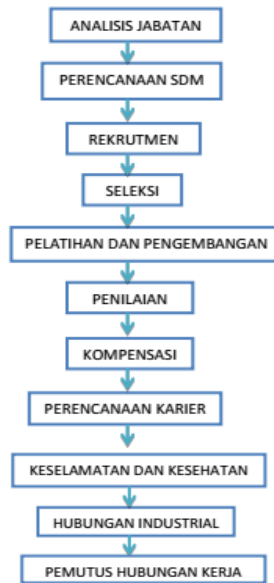 ANALISIS JABATAN
PERENCANAAN SDM
REKRUTMEN
SELEKSI
PELATIHAN DAN PENGEMBANGAN
PENILAIAN
KOMPENSASI
PERENCANAAN KARIER
KESELAMATAN DAN KESEHATAN
HUBUNGAN INDUSTRIAL
PEMUTUS HUBUNGAN KERJA